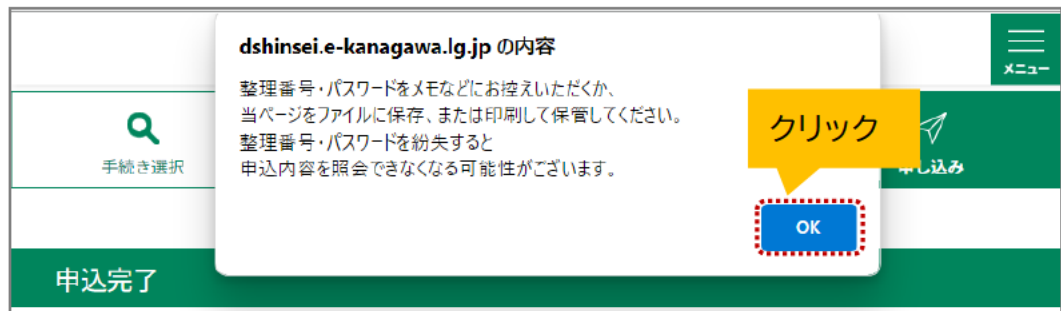 dshinsei.e-kanagawa.lg.jp の内容
メニュー
整理番号・パスワードをメモなどにお控えいただくか、
当ページをファイルに保存、または印刷して保管してください。
整理番号・パスワードを紛失すると
申込内容を照会できなくなる可能性がございます。
クリック
手続き選択
し込み
OK
申込完了